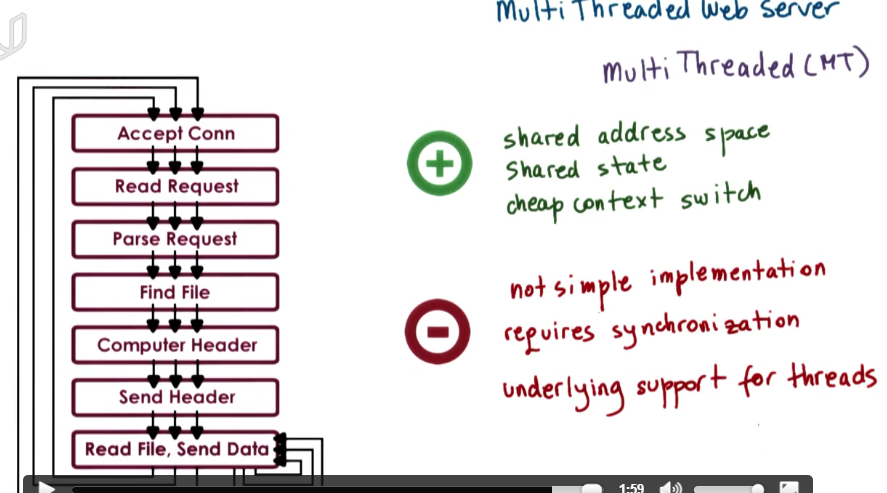 Multi Threaded Web Server
Multi Threaded (MT)
Accept Conn
Read Request
Parse Request
Find File
Computer Header
Send Header
Read File, Send Data
shared address space
Shared state
cheap context switch
not simple implementation
requires synchronization
underlying support for threads
1:59